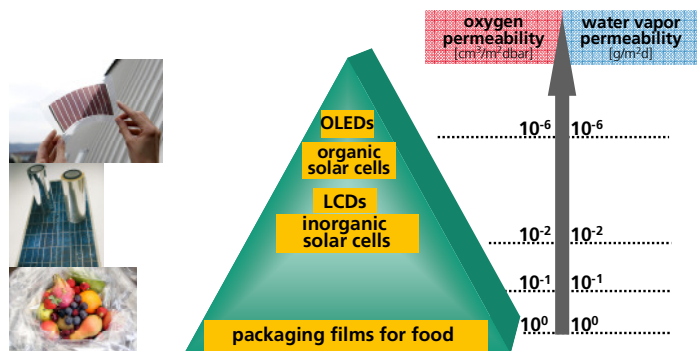 oxygen
permeability
[cm³/m²dbar]
water vapor
permeability
[g/m²d]
OLEDs
10⁻⁶ 10⁻⁶
organic
solar cells
LCDs
inorganic
solar cells
10⁻² 10⁻²
10⁻¹ 10⁻¹
10⁰ 10⁰
packaging films for food